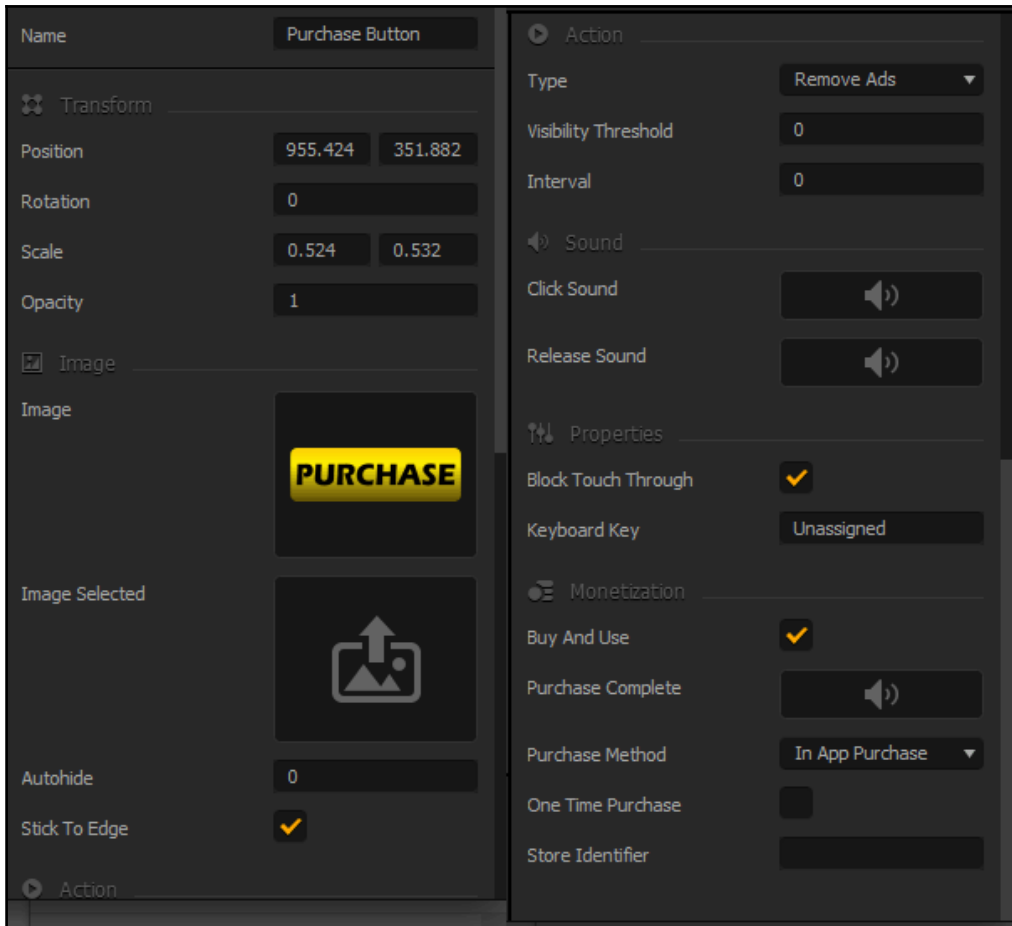 Name Purchase Button
Transform
Position 955.424 351.882
Rotation 0
Scale 0.524 0.532
Opacity 1
Image
Image
PURCHASE
Image Selected
Autohide 0
Stick To Edge
Action
Action
Type Remove Ads
Visibility Threshold 0
Interval 0
Sound
Click Sound
Release Sound
Properties
Block Touch Through
Keyboard Key Unassigned
Monetization
Buy And Use
Purchase Complete
Purchase Method In App Purchase
One Time Purchase
Store Identifier